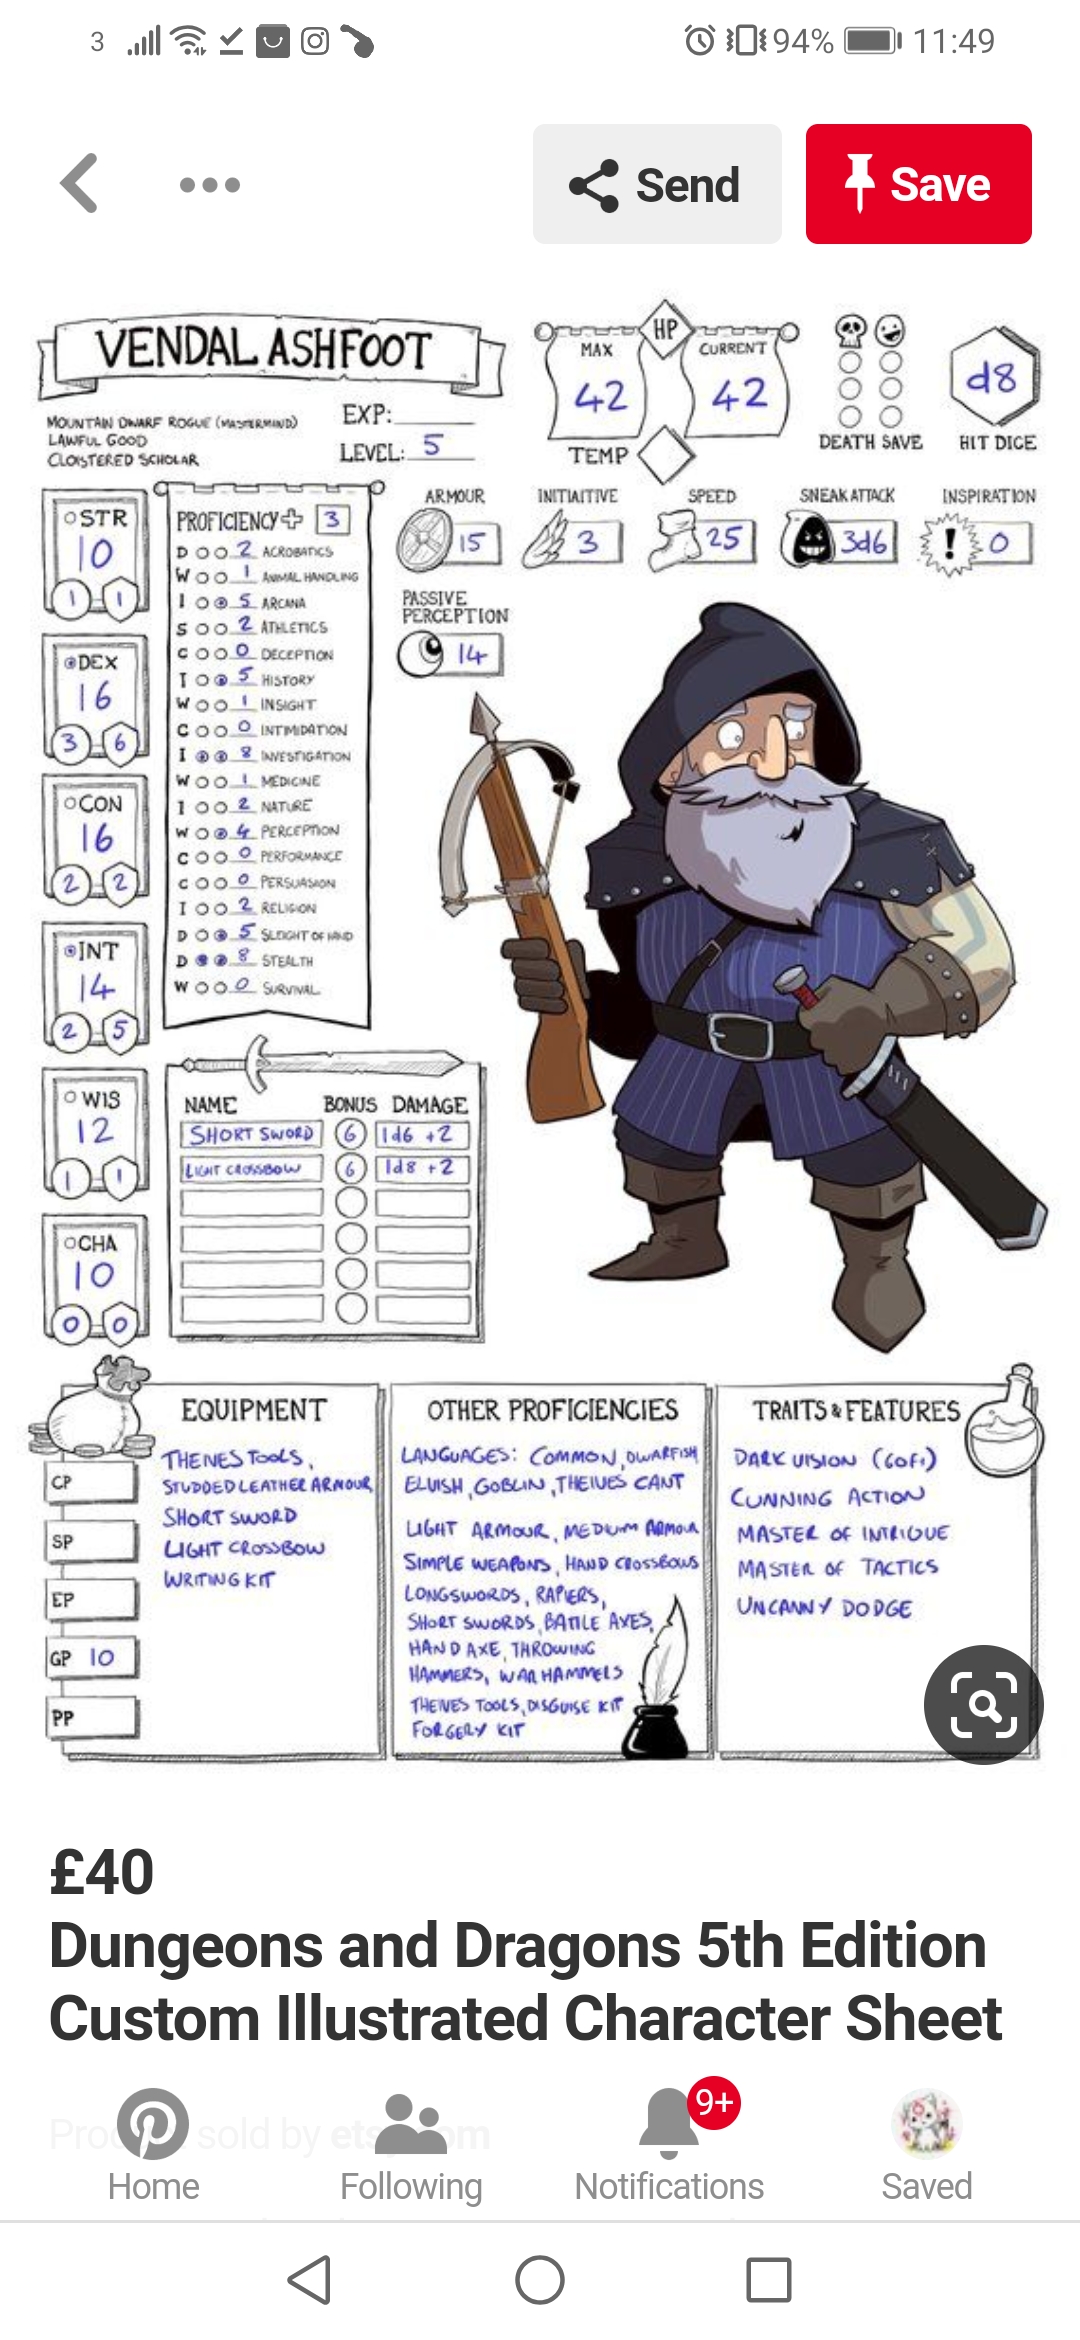 3
94%
11:49
Send
Save
VENDAL ASHFOOT
MOUNTAIN DWARF ROGUE (MASTERMIND)
LAWFUL GOOD
CLOISTERED SCHOLAR
EXP:
LEVEL: 5
HP
MAX
42
CURRENT
42
TEMP
DEATH SAVE
d8
HIT DICE
STR
10
1 1
DEX
16
3 6
CON
16
2 2
INT
14
2 5
WIS
12
1 1
CHA
10
0 0
PROFICIENCY + 3
D 2 ACROBATICS
W 1 ANIMAL HANDLING
I 5 ARCANA
S 2 ATHLETICS
C 0 DECEPTION
I 5 HISTORY
W 1 INSIGHT
C 0 INTIMIDATION
I 8 INVESTIGATION
W 1 MEDICINE
I 2 NATURE
W 4 PERCEPTION
C 0 PERFORMANCE
C 0 PERSUASION
I 2 RELIGION
D 5 SLEIGHT OF HAND
D 8 STEALTH
W 0 SURVIVAL
ARMOUR
15
INITIAITIVE
3
SPEED
25
SNEAK ATTACK
3d6
INSPIRATION
! 0
PASSIVE
PERCEPTION
14
NAME BONUS DAMAGE
SHORT SWORD 6 1d6 +2
LIGHT CROSSBOW 6 1d8 +2
EQUIPMENT
THEIVES TOOLS,
STUDDED LEATHER ARMOUR
SHORT SWORD
LIGHT CROSSBOW
WRITING KIT
CP
SP
EP
GP 10
PP
OTHER PROFICIENCIES
LANGUAGES: COMMON, DWARFISH
ELVISH, GOBLIN, THEIVES CANT
LIGHT ARMOUR, MEDIUM ARMOUR
SIMPLE WEAPONS, HAND CROSSBOWS
LONGSWORDS, RAPIERS,
SHORT SWORDS, BATTLE AXES,
HAND AXE, THROWING
HAMMERS, WAR HAMMERS
THEIVES TOOLS, DISGUISE KIT
FORGERY KIT
TRAITS & FEATURES
DARK VISION (60ft)
CUNNING ACTION
MASTER OF INTRIGUE
MASTER OF TACTICS
UNCANNY DODGE
£40
Dungeons and Dragons 5th Edition
Custom Illustrated Character Sheet
sold by
9+
Home
Following
Notifications
Saved